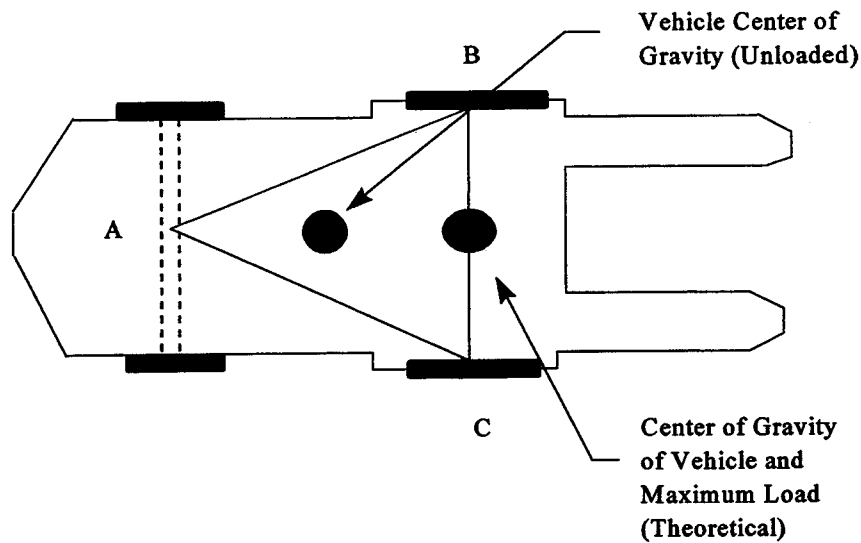 Vehicle Center of
Gravity (Unloaded)
B
A
C
Center of Gravity
of Vehicle and
Maximum Load
(Theoretical)